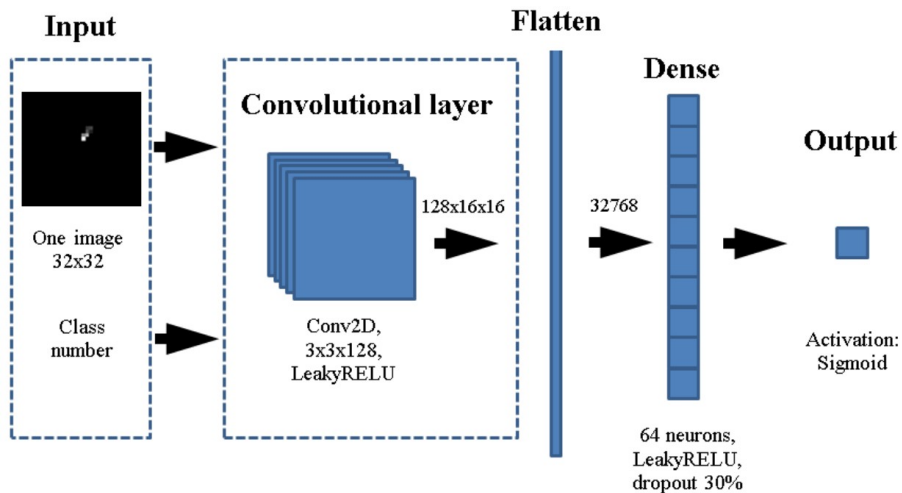 Input
One image
32x32
Class
number
Convolutional layer
Conv2D,
3x3x128,
LeakyRELU
128x16x16
Flatten
32768
Dense
64 neurons,
LeakyRELU,
dropout 30%
Output
Activation:
Sigmoid